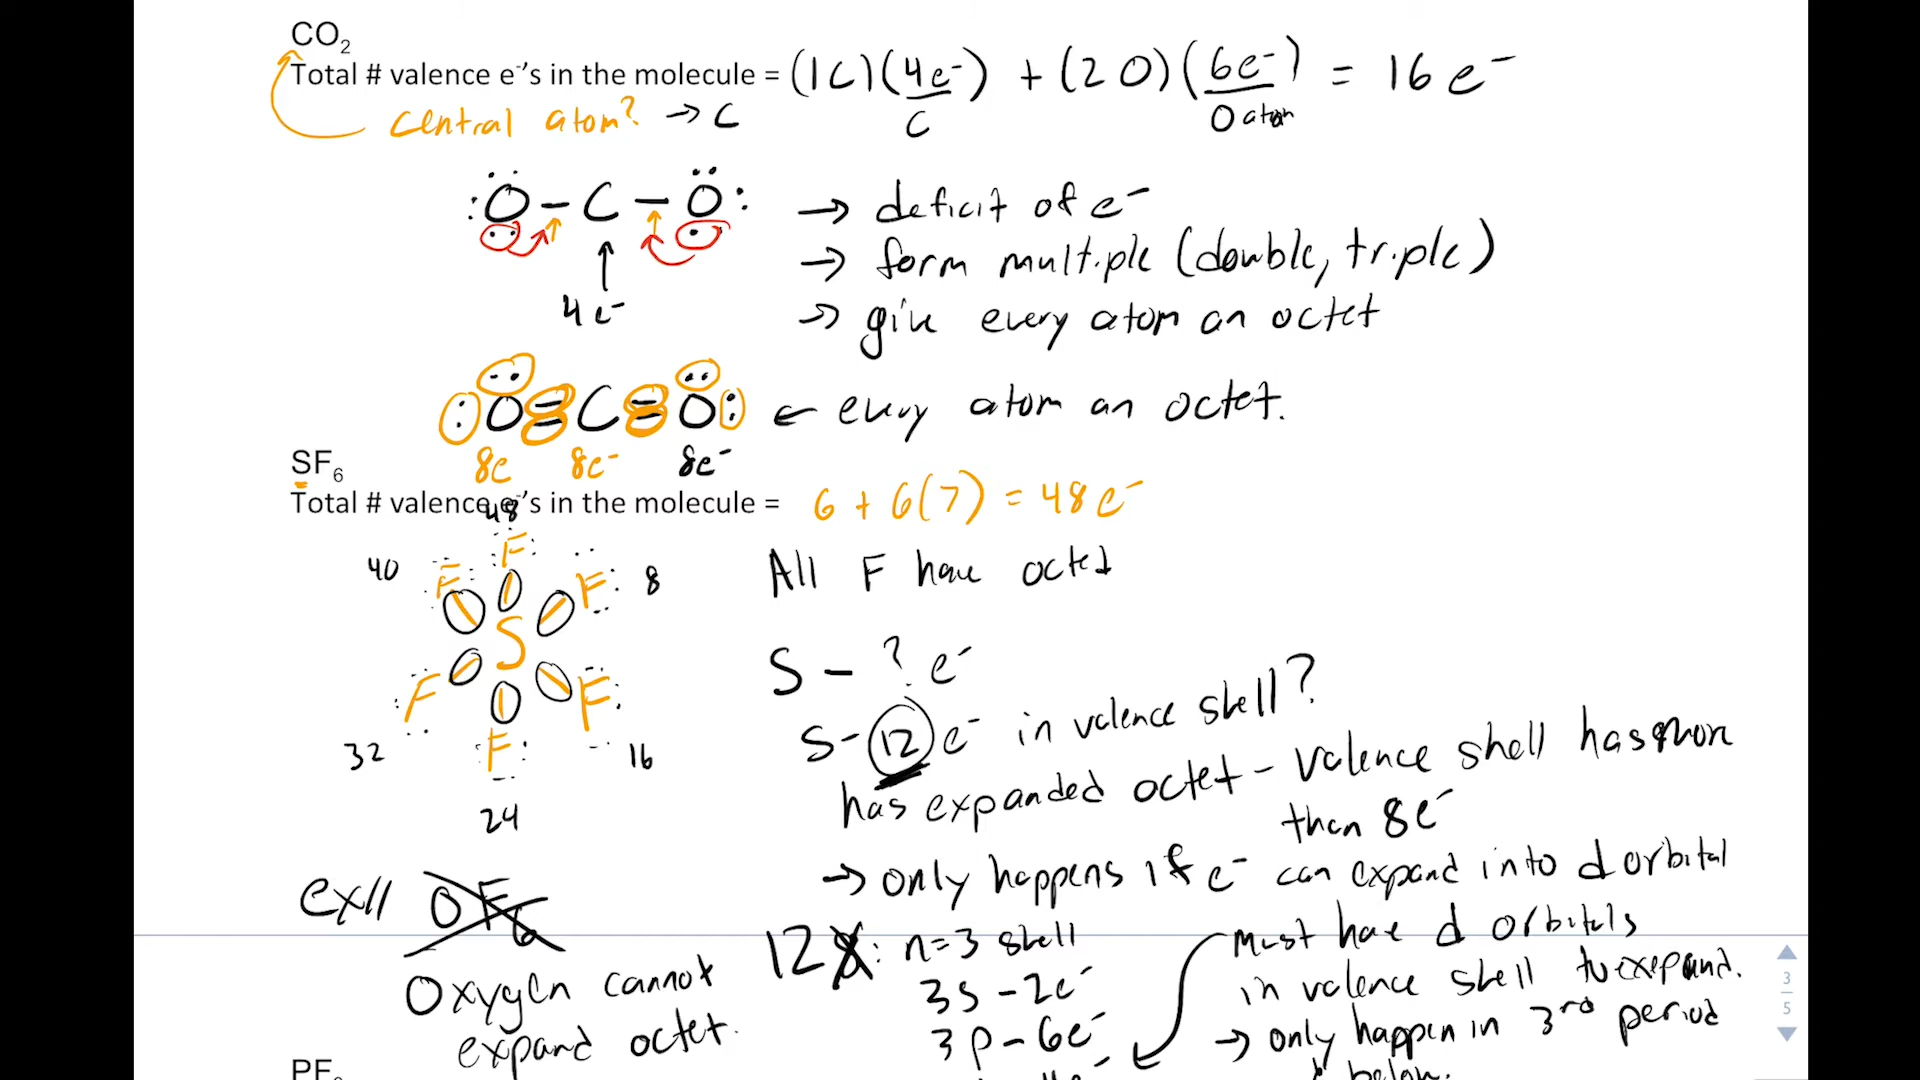 CO₂
Total # valence e⁻'s in the molecule = (1C)(4e⁻/C) + (2O)(6e⁻/O atom) = 16e⁻
central atom? → C
:O – C – O: → deficit of e⁻
→ form multiple (double, triple)
4e⁻ → give every atom an octet
:O = C = O: ← every atom an octet.
8e 8e⁻ 8e⁻
SF₆
Total # valence e⁻'s in the molecule = 6 + 6(7) = 48e⁻
48
40 F F F 8
All F have octet
S
S – ? e⁻
F F
S – 12 e⁻ in valence shell?
32 F 16
has expanded octet – valence shell has more
than 8e⁻
24
→ only happens if e⁻ can expand into d orbital
ex// OF₆
12 : n=3 shell
must have d orbitals
Oxygen cannot
3s – 2e⁻
in valence shell to expand.
expand octet.
3p – 6e⁻
→ only happen in 3rd period
below.
PF
3
5